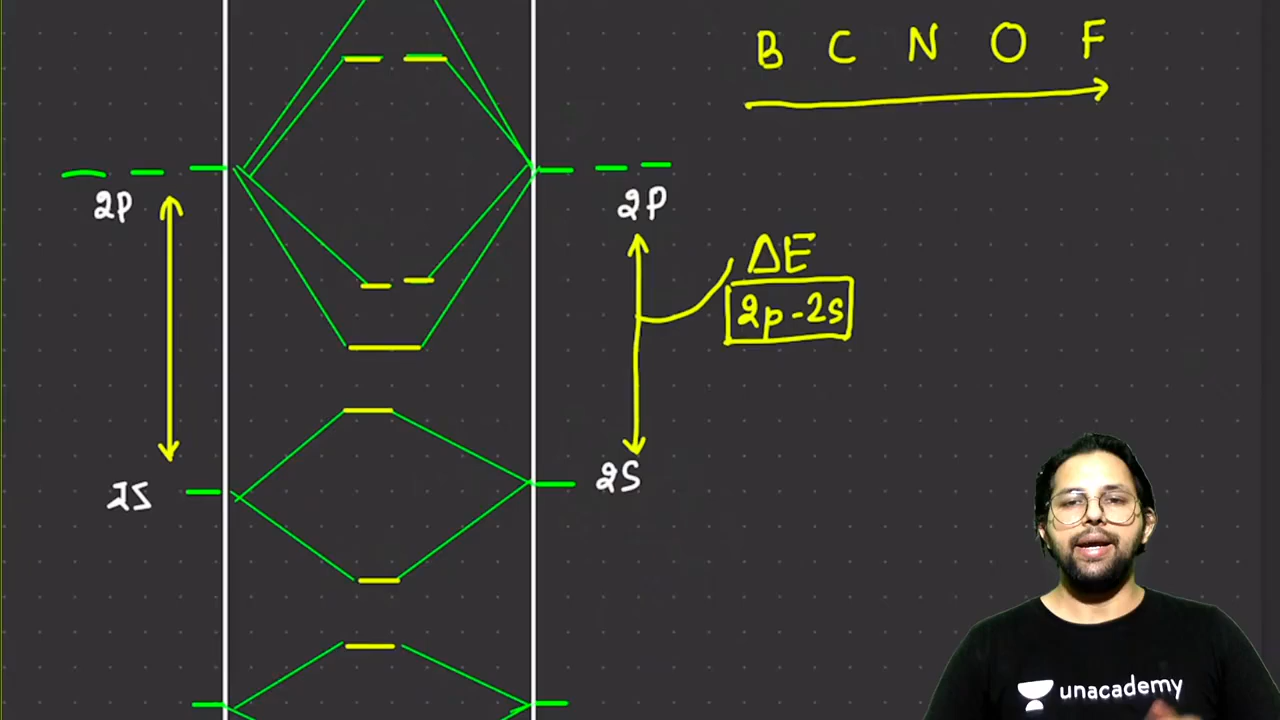 B C N O F
2P
2P
ΔE
2p-2s
2S
2S
unacademy